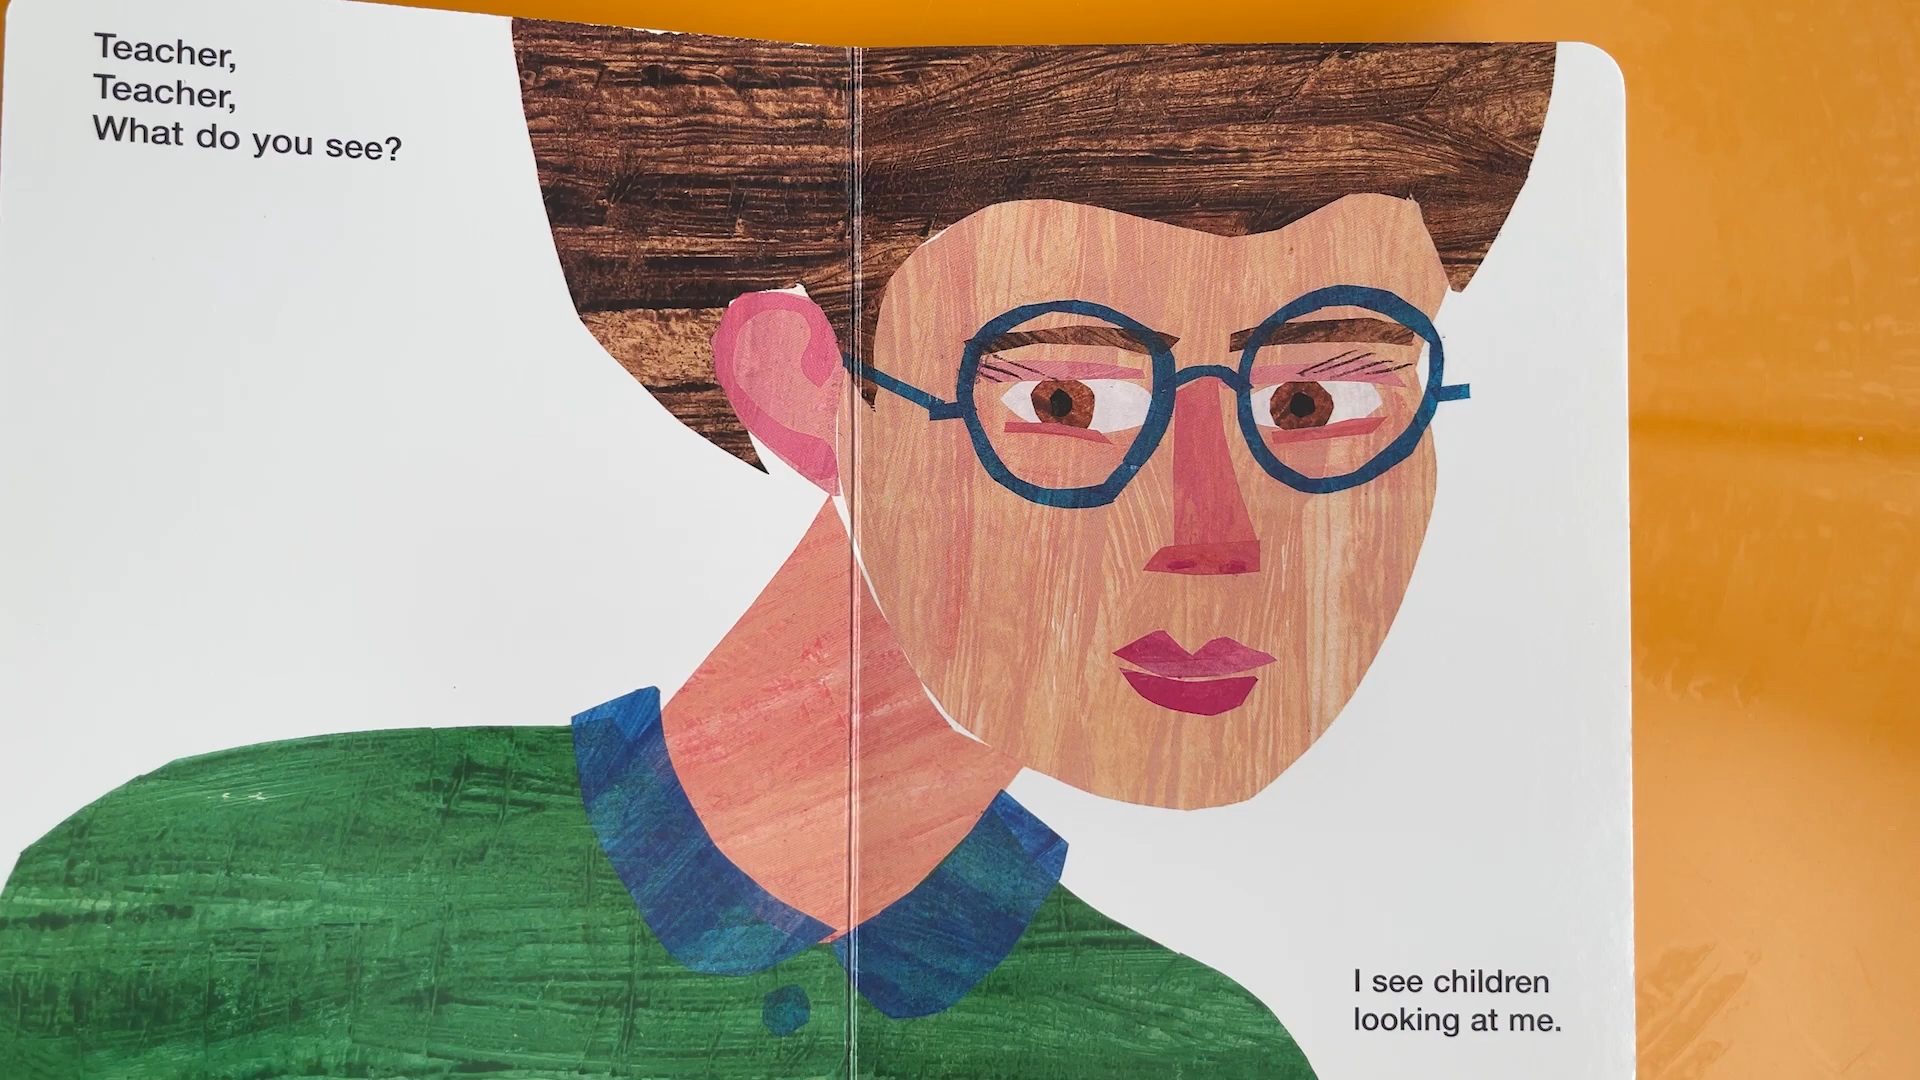 Teacher,
Teacher,
What do you see?
I see children
looking at me.